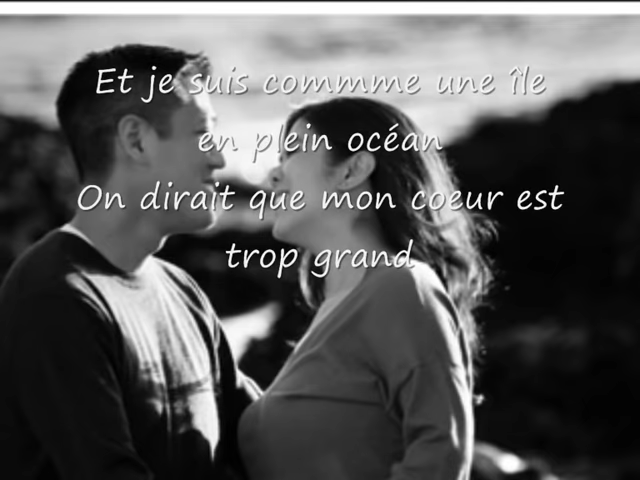 Et je suis commme une île
en plein océan
On dirait que mon coeur est
trop grand